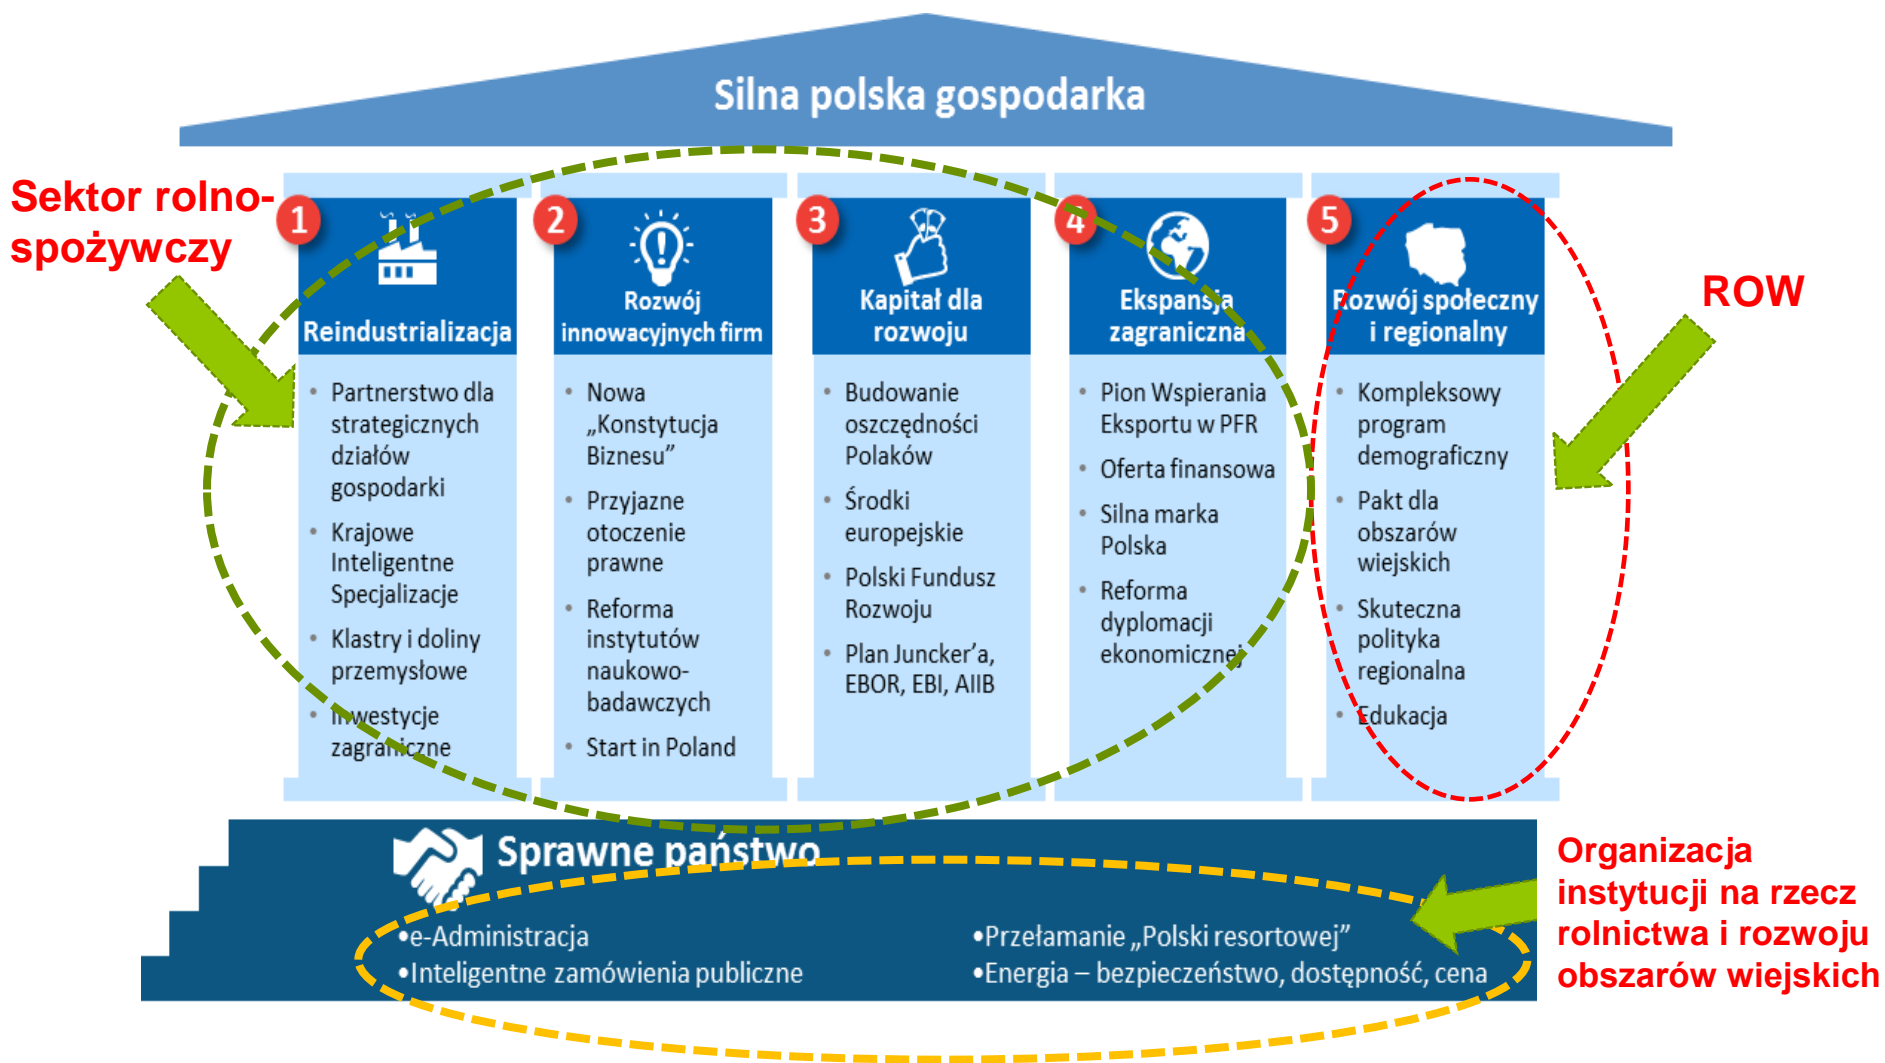 Silna polska gospodarka
Sektor rolno-
spożywczy
1
Reindustrializacja
• Partnerstwo dla
strategicznych
działów
gospodarki
• Krajowe
Inteligentne
Specjalizacje
• Klastry i doliny
przemysłowe
• Inwestycje
zagraniczne
2
Rozwój
innowacyjnych firm
• Nowa
„Konstytucja
Biznesu”
• Przyjazne
otoczenie
prawne
• Reforma
instytutów
naukowo-
badawczych
• Start in Poland
3
Kapitał dla
rozwoju
• Budowanie
oszczędności
Polaków
• Środki
europejskie
• Polski Fundusz
Rozwoju
• Plan Juncker’a,
EBOR, EBI, AIIB
4
Ekspansja
zagraniczna
• Pion Wspierania
Eksportu w PFR
• Oferta finansowa
• Silna marka
Polska
• Reforma
dyplomacji
ekonomicznej
5
Rozwój społeczny
i regionalny
• Kompleksowy
program
demograficzny
• Pakt dla
obszarów
wiejskich
• Skuteczna
polityka
regionalna
• Edukacja
ROW
Sprawne państwo
•e-Administracja
•Inteligentne zamówienia publiczne
•Przełamanie „Polski resortowej”
•Energia – bezpieczeństwo, dostępność, cena
Organizacja
instytucji na rzecz
rolnictwa i rozwoju
obszarów wiejskich